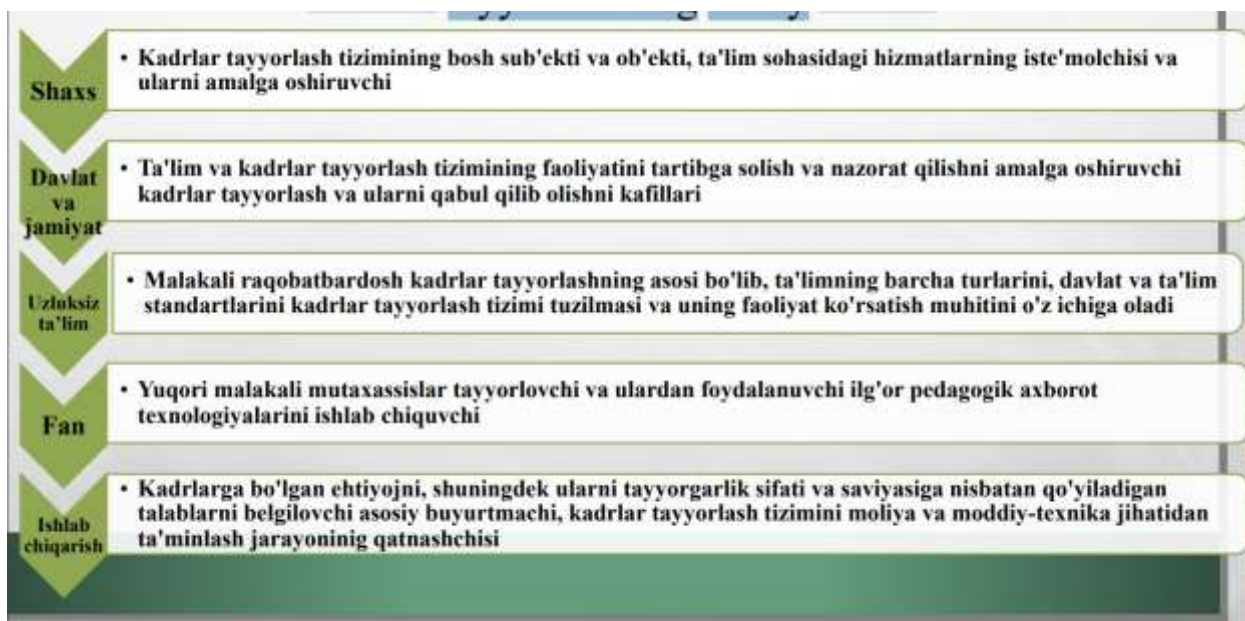 Shaxs
• Kadrlar tayyorlash tizimining bosh sub'ekti va ob'ekti, ta'lim sohasidagi hizmatlarning iste'molchisi va
ularni amalga oshiruvchi
Davlat
va
jamiyat
• Ta'lim va kadrlar tayyorlash tizimining faoliyatini tartibga solish va nazorat qilishni amalga oshiruvchi
kadrlar tayyorlash va ularni qabul qilib olishni kafillari
Uzluksiz
ta'lim
• Malakali raqobatbardosh kadrlar tayyorlashning asosi bo'lib, ta'limning barcha turlarini, davlat va ta'lim
standartlarini kadrlar tayyorlash tizimi tuzilmasi va uning faoliyat ko'rsatish muhitini o'z ichiga oladi
Fan
• Yuqori malakali mutaxassislar tayyorlovchi va ulardan foydalanuvchi ilg'or pedagogik axborot
texnologiyalarini ishlab chiquvchi
Ishlab
chiqarish
• Kadrlarga bo'lgan ehtiyojni, shuningdek ularni tayyorgarlik sifati va saviyasiga nisbatan qo'yiladigan
talablarni belgilovchi asosiy buyurtmachi, kadrlar tayyorlash tizimini moliya va moddiy-texnika jihatidan
ta'minlash jarayoninig qatnashchisi